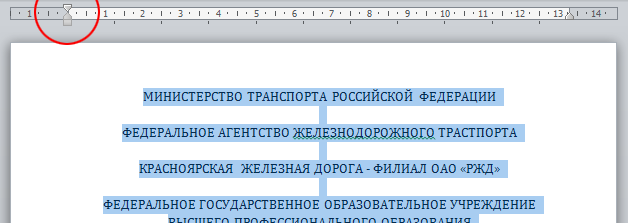 1 1 2 3 4 5 6 7 8 9 10 11 12 13 14
МИНИСТЕРСТВО ТРАНСПОРТА РОССИЙСКОЙ ФЕДЕРАЦИИ
ФЕДЕРАЛЬНОЕ АГЕНТСТВО ЖЕЛЕЗНОДОРОЖНОГО ТРАСТПОРТА
КРАСНОЯРСКАЯ ЖЕЛЕЗНАЯ ДОРОГА - ФИЛИАЛ ОАО «РЖД»
ФЕДЕРАЛЬНОЕ ГОСУДАРСТВЕННОЕ ОБРАЗОВАТЕЛЬНОЕ УЧРЕЖДЕНИЕ
ВЫСШЕГО ПРОФЕССИОНАЛЬНОГО ОБРАЗОВАНИЯ